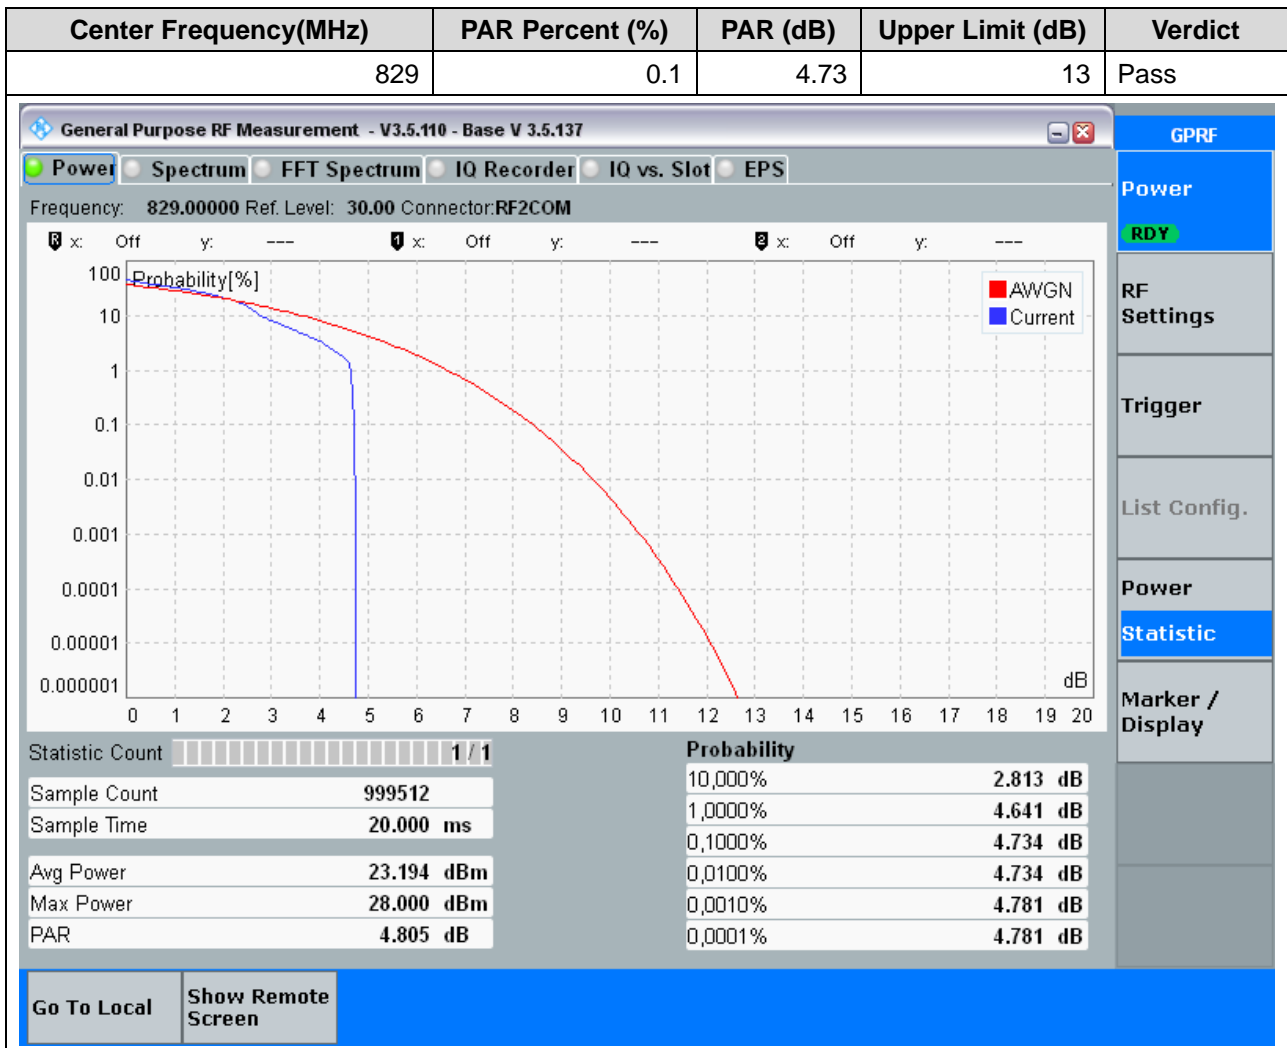 Center Frequency(MHz) PAR Percent (%) PAR (dB) Upper Limit (dB) Verdict
829 0.1 4.73 13 Pass
General Purpose RF Measurement - V3.5.110 - Base V 3.5.137
GPRF
Power Spectrum FFT Spectrum IQ Recorder IQ vs. Slot EPS
Power
RDY
Frequency: 829.00000 Ref. Level: 30.00 Connector:RF2COM
R x: Off y: --- 1 x: Off y: --- 2 x: Off y: ---
Probability[%]
AWGN
Current
100
10
1
0.1
0.01
0.001
0.0001
0.00001
0.000001
dB
0 1 2 3 4 5 6 7 8 9 10 11 12 13 14 15 16 17 18 19 20
RF
Settings
Trigger
List Config.
Power
Statistic
Marker /
Display
Statistic Count 1 / 1
Sample Count 999512
Sample Time 20.000 ms
Avg Power 23.194 dBm
Max Power 28.000 dBm
PAR 4.805 dB
Probability
10,000% 2.813 dB
1,0000% 4.641 dB
0,1000% 4.734 dB
0,0100% 4.734 dB
0,0010% 4.781 dB
0,0001% 4.781 dB
Go To Local
Show Remote
Screen